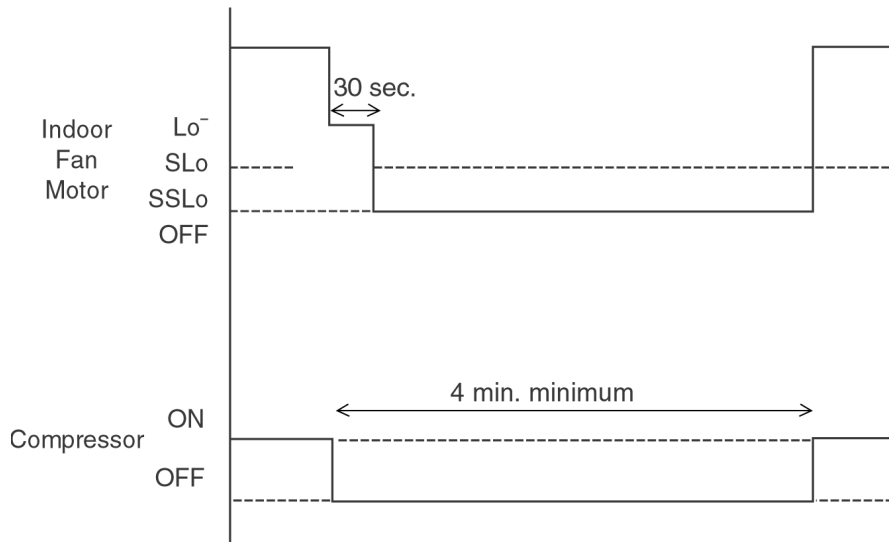 30 sec.
Indoor
Fan
Motor
Lo⁻
SLo
SSLo
OFF
4 min. minimum
ON
Compressor
OFF